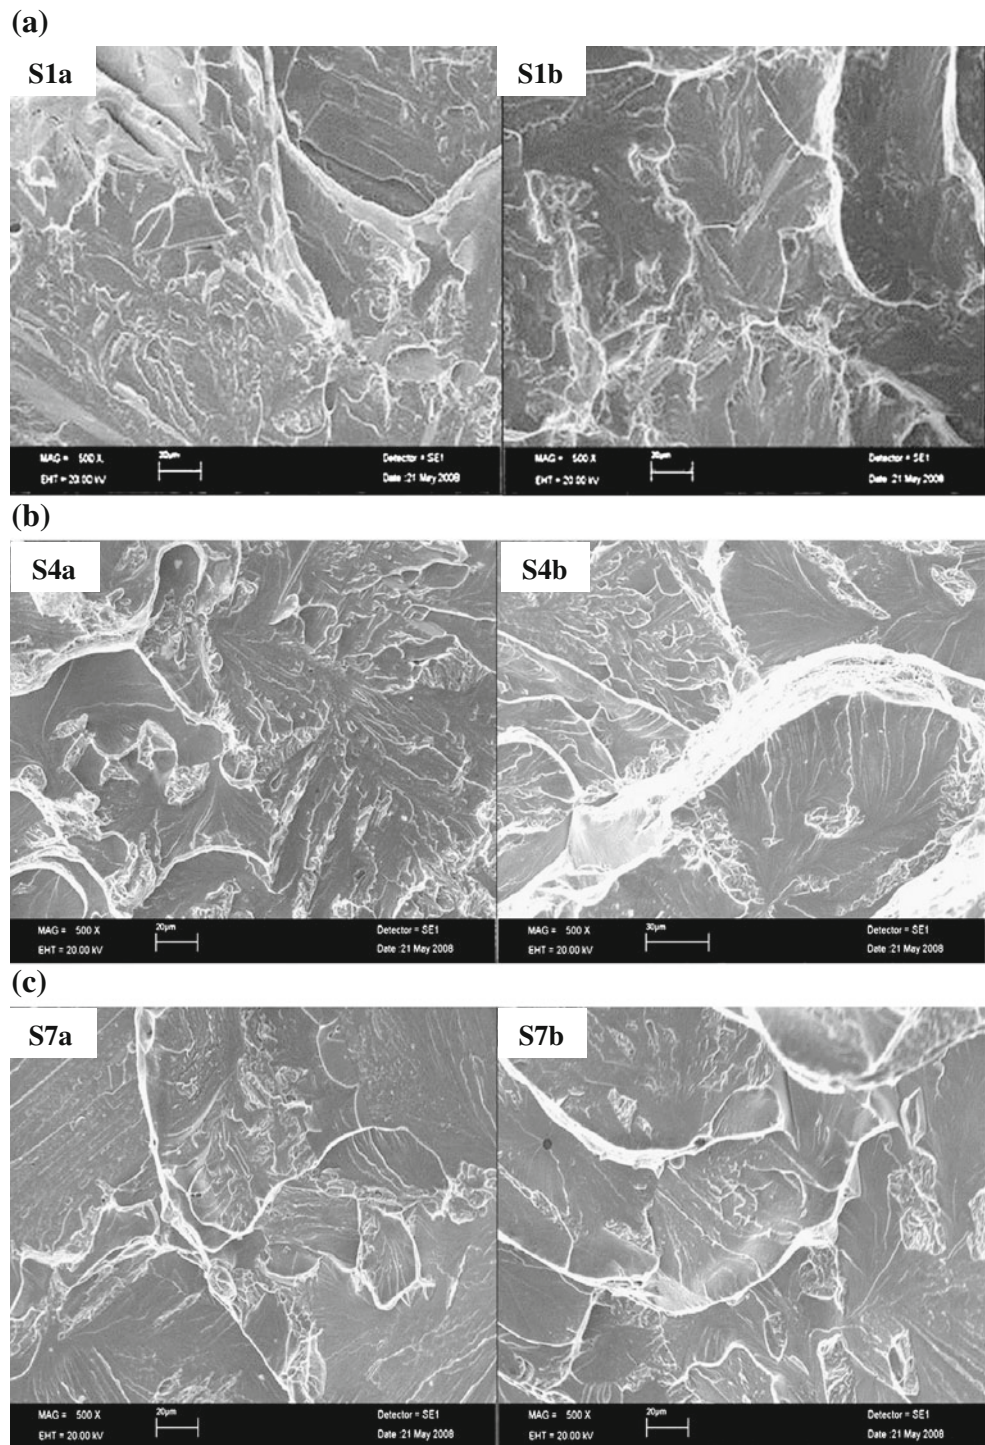 (a)
S1a
S1b
MAG = 500 X
EHT = 20.00 kV
Detector = SE1
Date :21 May 2008
MAG = 500 X
EHT = 20.00 kV
Detector = SE1
Date :21 May 2008
(b)
S4a
S4b
MAG = 500 X
EHT = 20.00 kV
20µm
Detector = SE1
Date :21 May 2008
MAG = 500 X
EHT = 20.00 kV
30µm
Detector = SE1
Date :21 May 2008
(c)
S7a
S7b
MAG = 500 X
EHT = 20.00 kV
20µm
Detector = SE1
Date :21 May 2008
MAG = 500 X
EHT = 20.00 kV
20µm
Detector = SE1
Date :21 May 2008